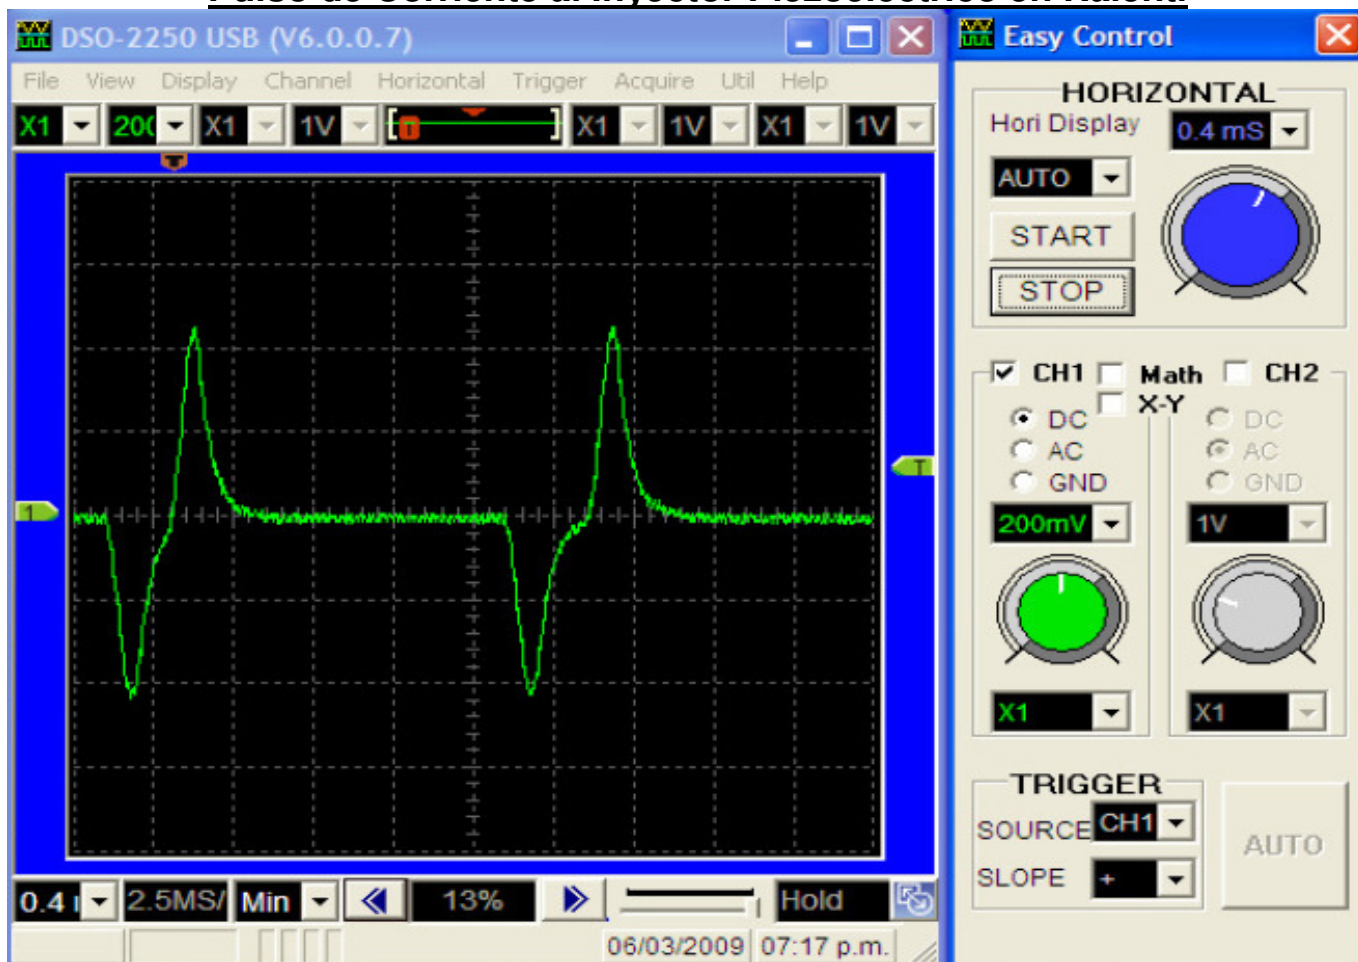 DSO-2250 USB (V6.0.0.7)
File View Display Channel Horizontal Trigger Acquire Util Help
X1 20( X1 1V X1 1V X1 1V
T
T
1
0.4 2.5MS/ Min 13% Hold
06/03/2009 07:17 p.m.
Easy Control
HORIZONTAL
Hori Display 0.4 mS
AUTO
START
STOP
CH1 Math CH2
X-Y
DC DC
AC AC
GND GND
200mV 1V
X1 X1
TRIGGER
SOURCE CH1
SLOPE +
AUTO